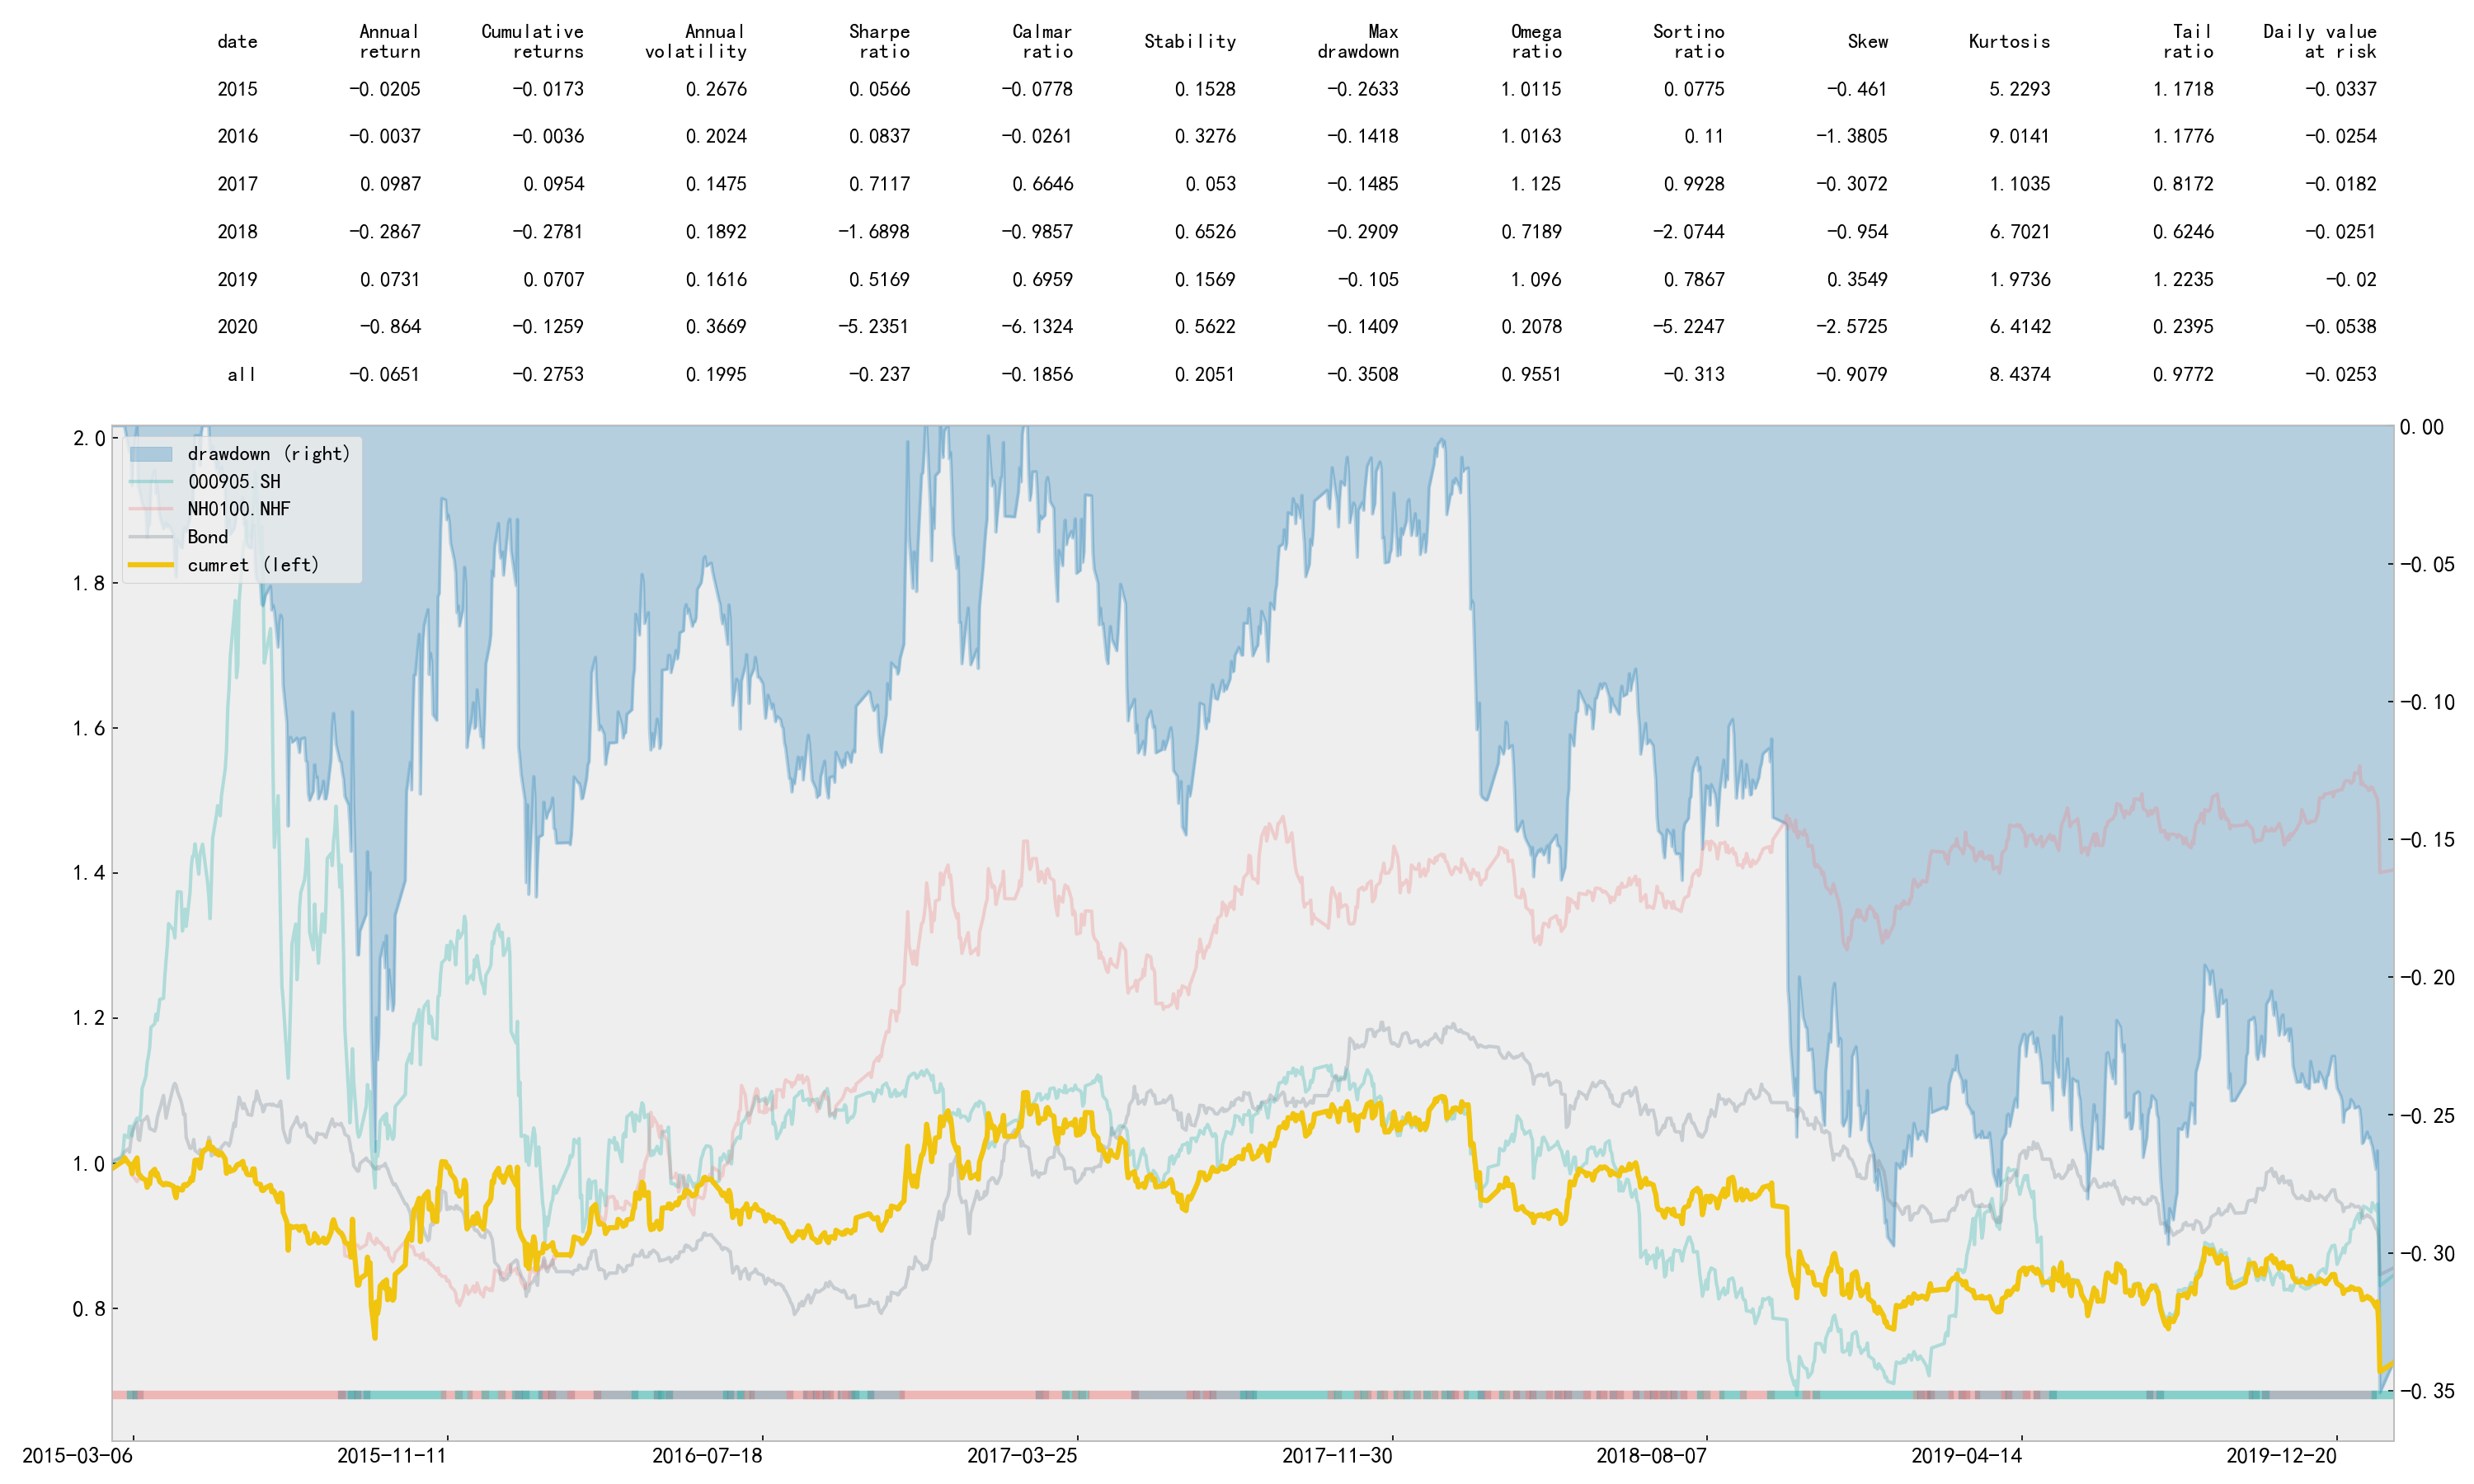 date Annual return Cumulative returns Annual volatility Sharpe ratio Calmar ratio Stability Max drawdown Omega ratio Sortino ratio Skew Kurtosis Tail ratio Daily value at risk
2015 -0.0205 -0.0173 0.2676 0.0566 -0.0778 0.1528 -0.2633 1.0115 0.0775 -0.461 5.2293 1.1718 -0.0337
2016 -0.0037 -0.0036 0.2024 0.0837 -0.0261 0.3276 -0.1418 1.0163 0.11 -1.3805 9.0141 1.1776 -0.0254
2017 0.0987 0.0954 0.1475 0.7117 0.6646 0.053 -0.1485 1.125 0.9928 -0.3072 1.1035 0.8172 -0.0182
2018 -0.2867 -0.2781 0.1892 -1.6898 -0.9857 0.6526 -0.2909 0.7189 -2.0744 -0.954 6.7021 0.6246 -0.0251
2019 0.0731 0.0707 0.1616 0.5169 0.6959 0.1569 -0.105 1.096 0.7867 0.3549 1.9736 1.2235 -0.02
2020 -0.864 -0.1259 0.3669 -5.2351 -6.1324 0.5622 -0.1409 0.2078 -5.2247 -2.5725 6.4142 0.2395 -0.0538
all -0.0651 -0.2753 0.1995 -0.237 -0.1856 0.2051 -0.3508 0.9551 -0.313 -0.9079 8.4374 0.9772 -0.0253
2.0
1.8
1.6
1.4
1.2
1.0
0.8
drawdown (right)
000905.SH
NH0100.NHF
Bond
cumret (left)
0.00
-0.05
-0.10
-0.15
-0.20
-0.25
-0.30
-0.35
2015-03-06 2015-11-11 2016-07-18 2017-03-25 2017-11-30 2018-08-07 2019-04-14 2019-12-20